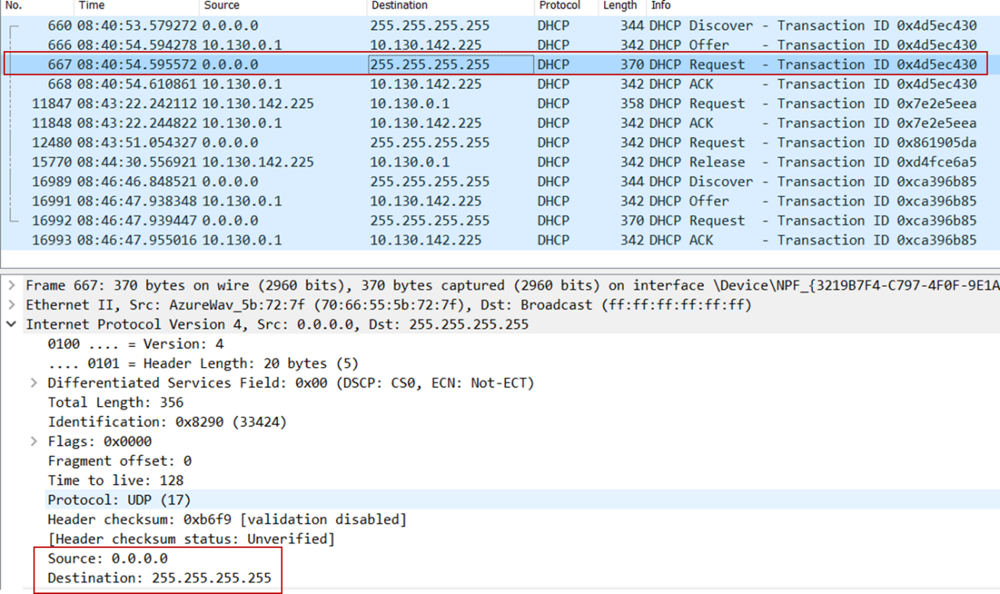 No. Time Source Destination Protocol Length Info
660 08:40:53.579272 0.0.0.0 255.255.255.255 DHCP 344 DHCP Discover - Transaction ID 0x4d5ec430
666 08:40:54.594278 10.130.0.1 10.130.142.225 DHCP 342 DHCP Offer - Transaction ID 0x4d5ec430
667 08:40:54.595572 0.0.0.0 255.255.255.255 DHCP 370 DHCP Request - Transaction ID 0x4d5ec430
668 08:40:54.610861 10.130.0.1 10.130.142.225 DHCP 342 DHCP ACK - Transaction ID 0x4d5ec430
11847 08:43:22.242112 10.130.142.225 10.130.0.1 DHCP 358 DHCP Request - Transaction ID 0x7e2e5eea
11848 08:43:22.244822 10.130.0.1 10.130.142.225 DHCP 342 DHCP ACK - Transaction ID 0x7e2e5eea
12480 08:43:51.054327 0.0.0.0 255.255.255.255 DHCP 342 DHCP Request - Transaction ID 0x861905da
15770 08:44:30.556921 10.130.142.225 10.130.0.1 DHCP 342 DHCP Release - Transaction ID 0xd4fce6a5
16989 08:46:46.848521 0.0.0.0 255.255.255.255 DHCP 344 DHCP Discover - Transaction ID 0xca396b85
16991 08:46:47.938348 10.130.0.1 10.130.142.225 DHCP 342 DHCP Offer - Transaction ID 0xca396b85
16992 08:46:47.939447 0.0.0.0 255.255.255.255 DHCP 370 DHCP Request - Transaction ID 0xca396b85
16993 08:46:47.955016 10.130.0.1 10.130.142.225 DHCP 342 DHCP ACK - Transaction ID 0xca396b85
Frame 667: 370 bytes on wire (2960 bits), 370 bytes captured (2960 bits) on interface \Device\NPF_{3219B7F4-C797-4F0F-9E1A
Ethernet II, Src: AzureWav_5b:72:7f (70:66:55:5b:72:7f), Dst: Broadcast (ff:ff:ff:ff:ff:ff)
Internet Protocol Version 4, Src: 0.0.0.0, Dst: 255.255.255.255
0100 .... = Version: 4
.... 0101 = Header Length: 20 bytes (5)
Differentiated Services Field: 0x00 (DSCP: CS0, ECN: Not-ECT)
Total Length: 356
Identification: 0x8290 (33424)
Flags: 0x0000
Fragment offset: 0
Time to live: 128
Protocol: UDP (17)
Header checksum: 0xb6f9 [validation disabled]
[Header checksum status: Unverified]
Source: 0.0.0.0
Destination: 255.255.255.255